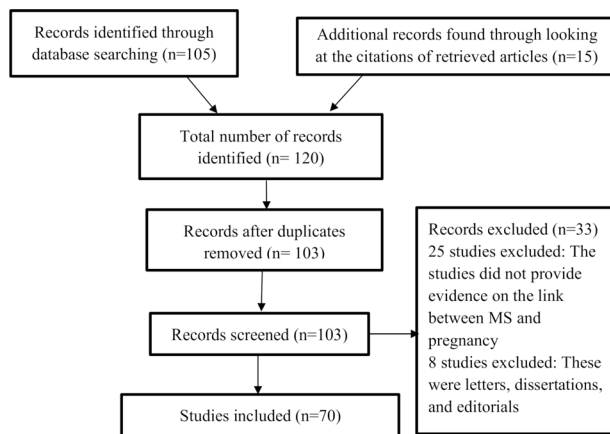 Records identified through
database searching (n=105)
Additional records found through looking
at the citations of retrieved articles (n=15)
Total number of records
identified (n= 120)
Records after duplicates
removed (n= 103)
Records screened (n=103)
Records excluded (n=33)
25 studies excluded: The
studies did not provide
evidence on the link
between MS and
pregnancy
8 studies excluded: These
were letters, dissertations,
and editorials
Studies included (n=70)